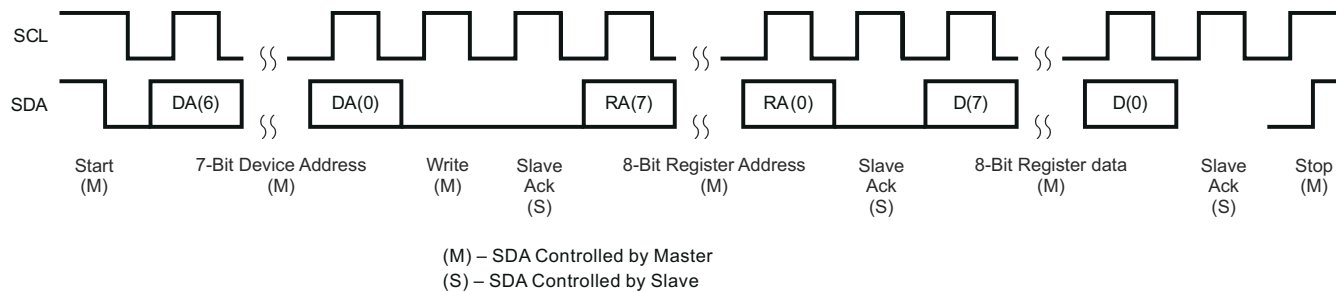 SCL
SDA
DA(6)
DA(0)
RA(7)
RA(0)
D(7)
D(0)
Start
(M)
7-Bit Device Address
(M)
Write
(M)
Slave
Ack
(S)
8-Bit Register Address
(M)
Slave
Ack
(S)
8-Bit Register data
(M)
Slave
Ack
(S)
Stop
(M)
(M) – SDA Controlled by Master
(S) – SDA Controlled by Slave